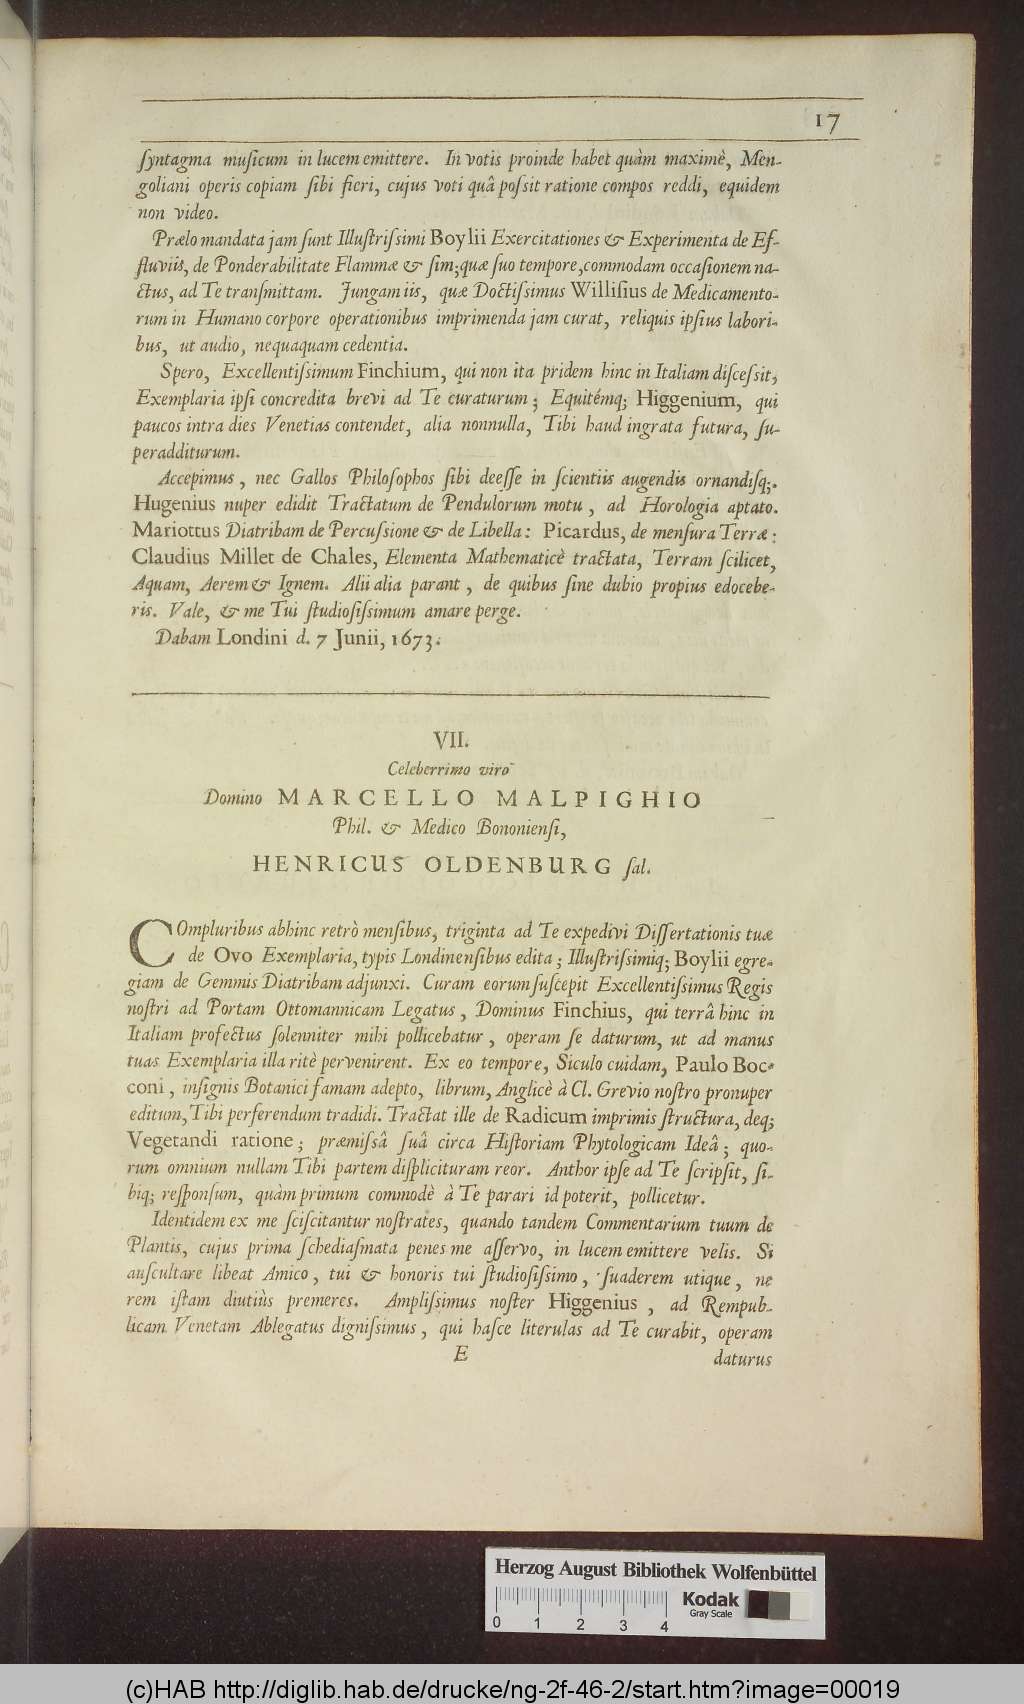 17
ſyntagma muſicum in lucem emittere. In votis proinde habet quàm maximè, Men-
goliani operis copiam ſibi fieri, cujus voti quâ poſsit ratione compos reddi, equidem
non video.
Prælo mandata jam ſunt Illuſtriſsimi Boylii Exercitationes & Experimenta de Ef-
fluviis, de Ponderabilitate Flammæ & ſim; quæ ſuo tempore, commodam occaſionem na-
ctus, ad Te tranſmittam. Jungam iis, quæ Doctiſsimus Williſius de Medicamento-
rum in Humano corpore operationibus imprimenda jam curat, reliquis ipſius labori-
bus, ut audio, nequaquam cedentia.
Spero, Excellentiſsimum Finchium, qui non ita pridem hinc in Italiam diſceſsit,
Exemplaria ipſi concredita brevi ad Te curaturum; Equitémq; Higgenium, qui
paucos intra dies Venetias contendet, alia nonnulla, Tibi haud ingrata futura, ſu-
peradditurum.
Accepimus, nec Gallos Philoſophos ſibi deeſſe in ſcientiis augendis ornandiſq;.
Hugenius nuper edidit Tractatum de Pendulorum motu, ad Horologia aptato.
Mariottus Diatribam de Percuſsione & de Libella: Picardus, de menſura Terræ:
Claudius Millet de Chales, Elementa Mathematicè tractata, Terram ſcilicet,
Aquam, Aerem & Ignem. Alii alia parant, de quibus ſine dubio propius edocebe-
ris. Vale, & me Tui ſtudioſiſsimum amare perge.
Dabam Londini d. 7 Junii, 1673.
VII.
Celeberrimo viro
Domino MARCELLO MALPIGHIO
Phil. & Medico Bononienſi,
HENRICUS OLDENBURG ſal.
COmpluribus abhinc retrò menſibus, triginta ad Te expedivi Diſſertationis tuæ
de Ovo Exemplaria, typis Londinenſibus edita; Illuſtriſsimiq; Boylii egre-
giam de Gemmis Diatribam adjunxi. Curam eorum ſuſcepit Excellentiſsimus Regis
noſtri ad Portam Ottomannicam Legatus, Dominus Finchius, qui terrâ hinc in
Italiam profectus ſolenniter mihi pollicebatur, operam ſe daturum, ut ad manus
tuas Exemplaria illa ritè pervenirent. Ex eo tempore, Siculo cuidam, Paulo Boc-
coni, inſignis Botanici famam adepto, librum, Anglicè à Cl. Grevio noſtro pronuper
editum, Tibi perferendum tradidi. Tractat ille de Radicum imprimis ſtructura, deq;
Vegetandi ratione; præmiſsâ ſuâ circa Hiſtoriam Phytologicam Ideâ; quo-
rum omnium nullam Tibi partem diſplicituram reor. Anthor ipſe ad Te ſcripſit, ſi-
biq; reſponſum, quàm primum commodè à Te parari id poterit, pollicetur.
Identidem ex me ſciſcitantur noſtrates, quando tandem Commentarium tuum de
Plantis, cujus prima ſchediaſmata penes me aſſervo, in lucem emittere velis. Si
auſcultare libeat Amico, tui & honoris tui ſtudioſiſsimo, ſuaderem utique, ne
rem iſtam diutiùs premeres. Ampliſsimus noſter Higgenius, ad Rempub-
licam Venetam Ablegatus digniſsimus, qui haſce literulas ad Te curabit, operam
E
daturus
Herzog August Bibliothek Wolfenbüttel
0 1 2 3 4
Kodak
Gray Scale
(c)HAB http://diglib.hab.de/drucke/ng-2f-46-2/start.htm?image=00019